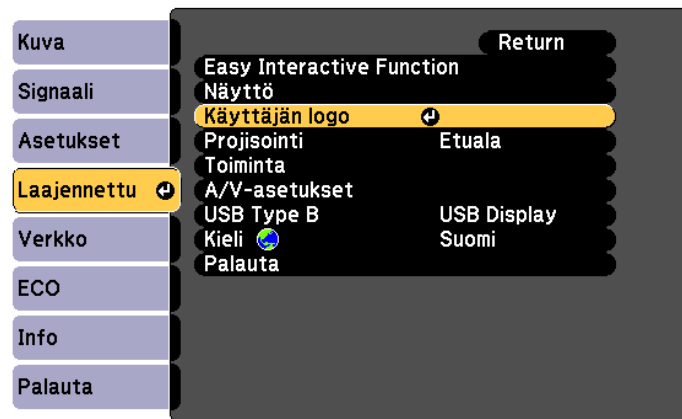 Kuva
Signaali
Asetukset
Laajennettu
Verkko
ECO
Info
Palauta
Return
Easy Interactive Function
Näyttö
Käyttäjän logo
Projisointi Etuala
Toiminta
A/V-asetukset
USB Type B USB Display
Kieli Suomi
Palauta